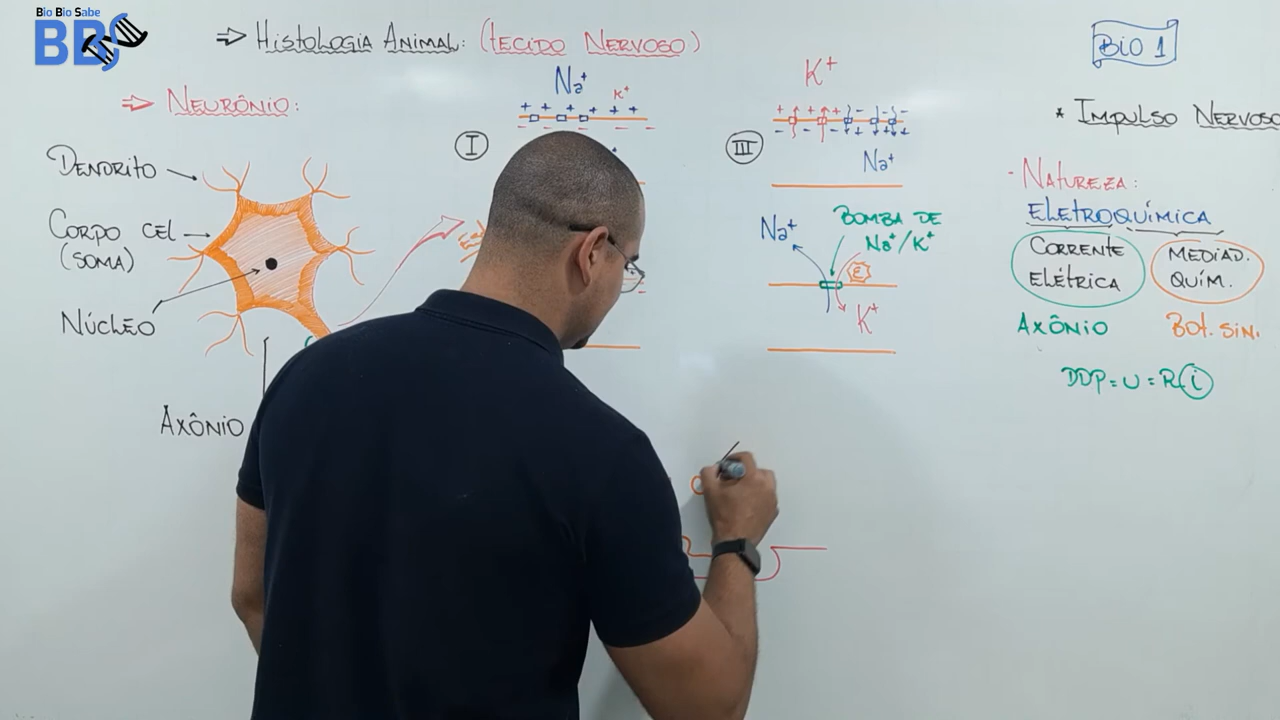 Bio Bio Sabe
BBS
⇒ Histologia Animal: (tecido Nervoso)
Bio 1
⇒ Neurônio:
Dendrito
Corpo cel
(soma)
Núcleo
Axônio
I
Na⁺
K⁺
III
K⁺
Na⁺
Na⁺
Bomba de
Na⁺/K⁺
E
K⁺
* Impulso Nervoso
- Natureza:
Eletroquímica
Corrente
Elétrica
Mediad.
Quím.
Axônio
Bot. Sin.
DDP = U = R i